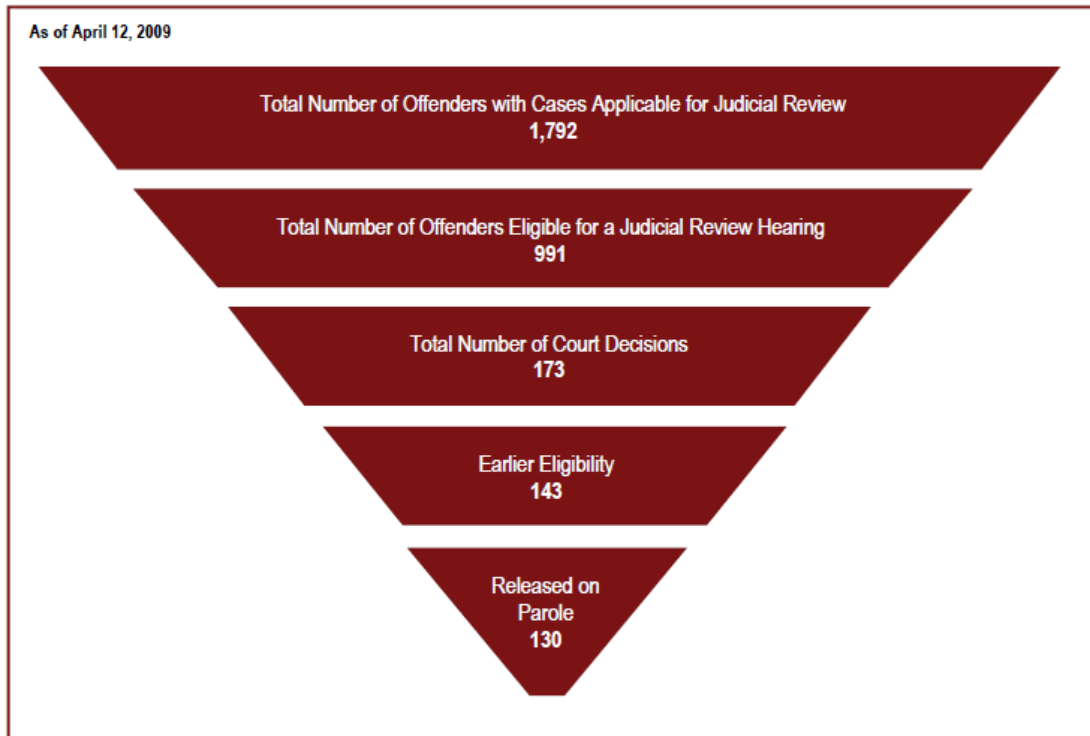 As of April 12, 2009
Total Number of Offenders with Cases Applicable for Judicial Review
1,792
Total Number of Offenders Eligible for a Judicial Review Hearing
991
Total Number of Court Decisions
173
Earlier Eligibility
143
Released on
Parole
130